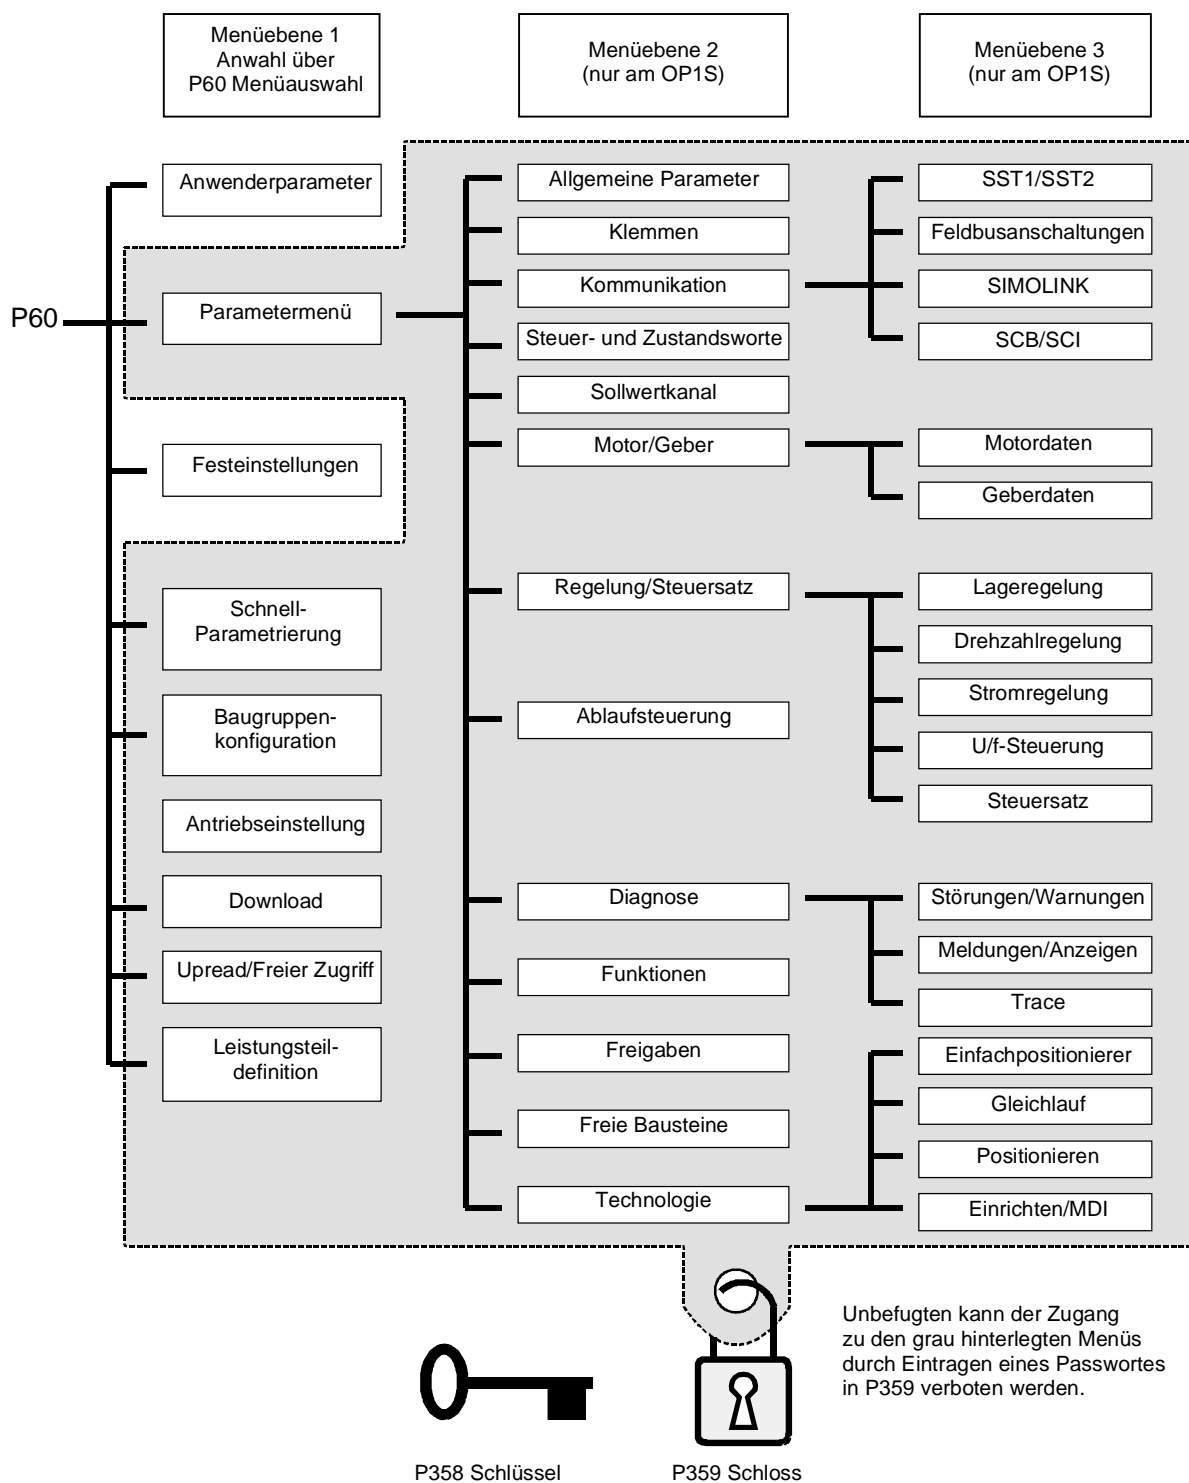 Menüebene 1
Anwahl über
P60 Menüauswahl
Menüebene 2
(nur am OP1S)
Menüebene 3
(nur am OP1S)
P60
Anwenderparameter
Parametermenü
Festeinstellungen
Schnell-
Parametrierung
Baugruppen-
konfiguration
Antriebseinstellung
Download
Upread/Freier Zugriff
Leistungsteil-
definition
Allgemeine Parameter
Klemmen
Kommunikation
Steuer- und Zustandsworte
Sollwertkanal
Motor/Geber
Regelung/Steuersatz
Ablaufsteuerung
Diagnose
Funktionen
Freigaben
Freie Bausteine
Technologie
SST1/SST2
Feldbusanschaltungen
SIMOLINK
SCB/SCI
Motordaten
Geberdaten
Lageregelung
Drehzahlregelung
Stromregelung
U/f-Steuerung
Steuersatz
Störungen/Warnungen
Meldungen/Anzeigen
Trace
Einfachpositionierer
Gleichlauf
Positionieren
Einrichten/MDI
Unbefugten kann der Zugang
zu den grau hinterlegten Menüs
durch Eintragen eines Passwortes
in P359 verboten werden.
P358 Schlüssel
P359 Schloss